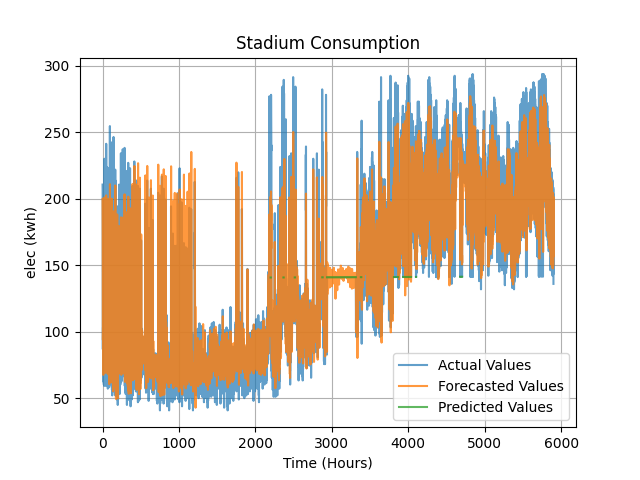 Stadium Consumption
300
250
200
150
100
50
elec (kwh)
0 1000 2000 3000 4000 5000 6000
Time (Hours)
Actual Values
Forecasted Values
Predicted Values